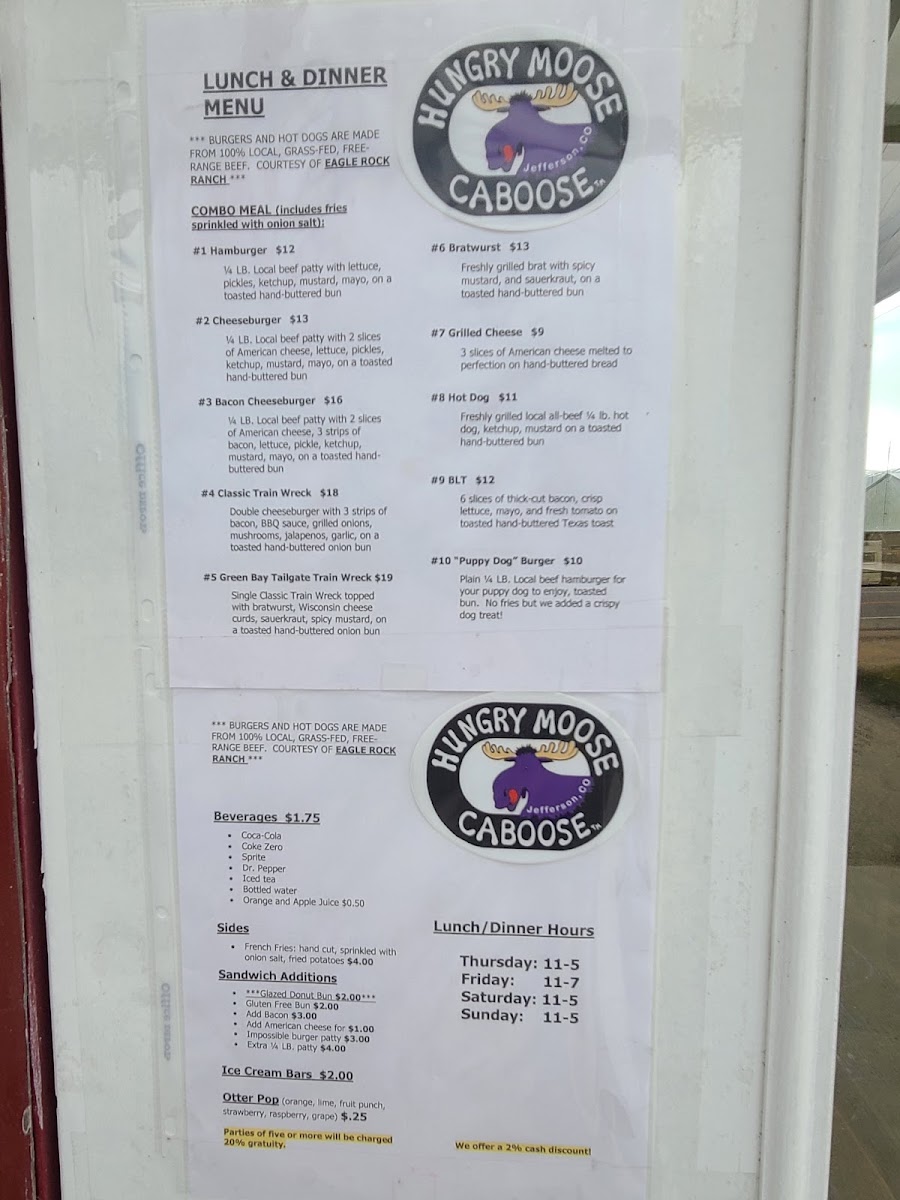 LUNCH & DINNER
MENU
*** BURGERS AND HOT DOGS ARE MADE
FROM 100% LOCAL, GRASS-FED, FREE-
RANGE BEEF. COURTESY OF EAGLE ROCK
RANCH ***
HUNGRY MOOSE
Jefferson, CO
CABOOSE™
COMBO MEAL (includes fries
sprinkled with onion salt):
#1 Hamburger $12
¼ LB. Local beef patty with lettuce,
pickles, ketchup, mustard, mayo, on a
toasted hand-buttered bun
#2 Cheeseburger $13
¼ LB. Local beef patty with 2 slices
of American cheese, lettuce, pickles,
ketchup, mustard, mayo, on a toasted
hand-buttered bun
#3 Bacon Cheeseburger $16
¼ LB. Local beef patty with 2 slices
of American cheese, 3 strips of
bacon, lettuce, pickle, ketchup,
mustard, mayo, on a toasted hand-
buttered bun
#4 Classic Train Wreck $18
Double cheeseburger with 3 strips of
bacon, BBQ sauce, grilled onions,
mushrooms, jalapenos, garlic, on a
toasted hand-buttered onion bun
#5 Green Bay Tailgate Train Wreck $19
Single Classic Train Wreck topped
with bratwurst, Wisconsin cheese
curds, sauerkraut, spicy mustard, on
a toasted hand-buttered onion bun
#6 Bratwurst $13
Freshly grilled brat with spicy
mustard, and sauerkraut, on a
toasted hand-buttered bun
#7 Grilled Cheese $9
3 slices of American cheese melted to
perfection on hand-buttered bread
#8 Hot Dog $11
Freshly grilled local all-beef ¼ lb. hot
dog, ketchup, mustard on a toasted
hand-buttered bun
#9 BLT $12
6 slices of thick-cut bacon, crisp
lettuce, mayo, and fresh tomato on
toasted hand-buttered Texas toast
#10 "Puppy Dog" Burger $10
Plain ¼ LB. Local beef hamburger for
your puppy dog to enjoy, toasted
bun. No fries but we added a crispy
dog treat!
Office DEPOT
*** BURGERS AND HOT DOGS ARE MADE
FROM 100% LOCAL, GRASS-FED, FREE-
RANGE BEEF. COURTESY OF EAGLE ROCK
RANCH ***
HUNGRY MOOSE
Jefferson, CO
CABOOSE™
Beverages $1.75
• Coca-Cola
• Coke Zero
• Sprite
• Dr. Pepper
• Iced tea
• Bottled water
• Orange and Apple Juice $0.50
Sides
• French Fries: hand cut, sprinkled with
onion salt, fried potatoes $4.00
Sandwich Additions
• ***Glazed Donut Bun $2.00***
• Gluten Free Bun $2.00
• Add Bacon $3.00
• Add American cheese for $1.00
• Impossible burger patty $3.00
• Extra ¼ LB. patty $4.00
Ice Cream Bars $2.00
Otter Pop (orange, lime, fruit punch,
strawberry, raspberry, grape) $.25
Parties of five or more will be charged
20% gratuity.
Lunch/Dinner Hours
Thursday: 11-5
Friday: 11-7
Saturday: 11-5
Sunday: 11-5
We offer a 2% cash discount!
Office DEPOT